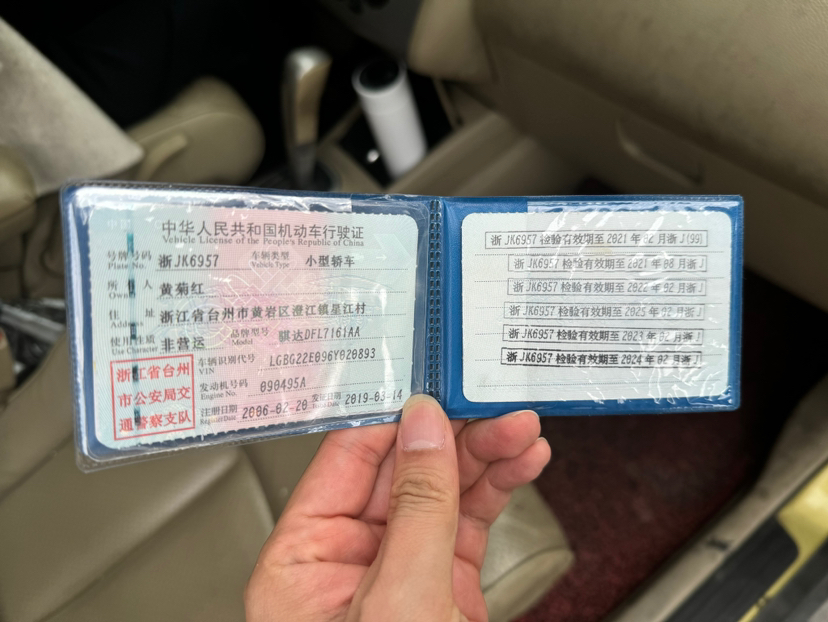 中华人民共和国机动车行驶证
Vehicle License of the People's Republic of China
号牌号码 浙JK6957 车辆类型 小型轿车
Plate No. Vehicle Type
所有人 黄菊红
Owner
住址 浙江省台州市黄岩区澄江镇星江村
Address
使用性质 非营运 品牌型号 骐达DFL7161AA
Use Character Model
浙江省台州
市公安局交
通警察支队
车辆识别代号 LGBG22E096Y020893
VIN
发动机号码 090495A
Engine No.
注册日期 2006-02-20 发证日期 2019-03-14
Register Date Issue Date
浙JK6957 检验有效期至 2021年02月浙J(99)
浙JK6957 检验有效期至 2021年08月浙J
浙JK6957 检验有效期至 2022年02月浙J
浙JK6957 检验有效期至 2025年02月浙J
浙JK6957 检验有效期至 2023年02月浙J
浙JK6957 检验有效期至 2024年02月浙J